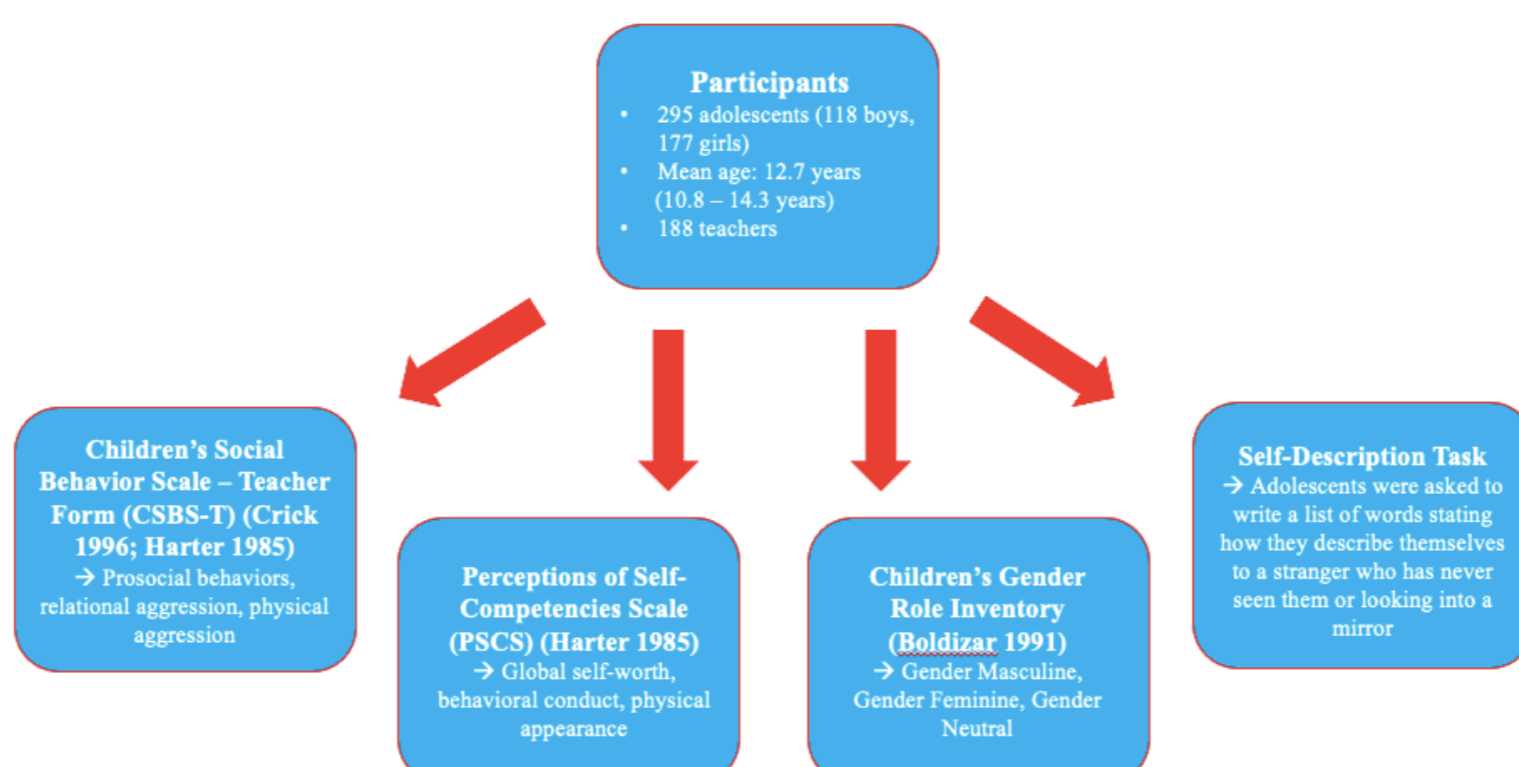 Participants
• 295 adolescents (118 boys,
177 girls)
• Mean age: 12.7 years
(10.8 – 14.3 years)
• 188 teachers
Children's Social
Behavior Scale – Teacher
Form (CSBS-T) (Crick
1996; Harter 1985)
→ Prosocial behaviors,
relational aggression, physical
aggression
Perceptions of Self-
Competencies Scale
(PSCS) (Harter 1985)
→ Global self-worth,
behavioral conduct, physical
appearance
Children's Gender
Role Inventory
(Boldizar 1991)
→ Gender Masculine,
Gender Feminine, Gender
Neutral
Self-Description Task
→ Adolescents were asked to
write a list of words stating
how they describe themselves
to a stranger who has never
seen them or looking into a
mirror